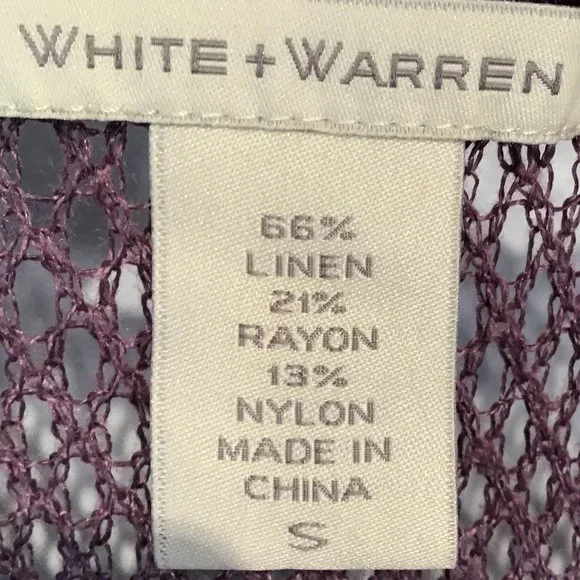 WHITE + WARREN
66%
LINEN
21%
RAYON
13%
NYLON
MADE IN
CHINA
S